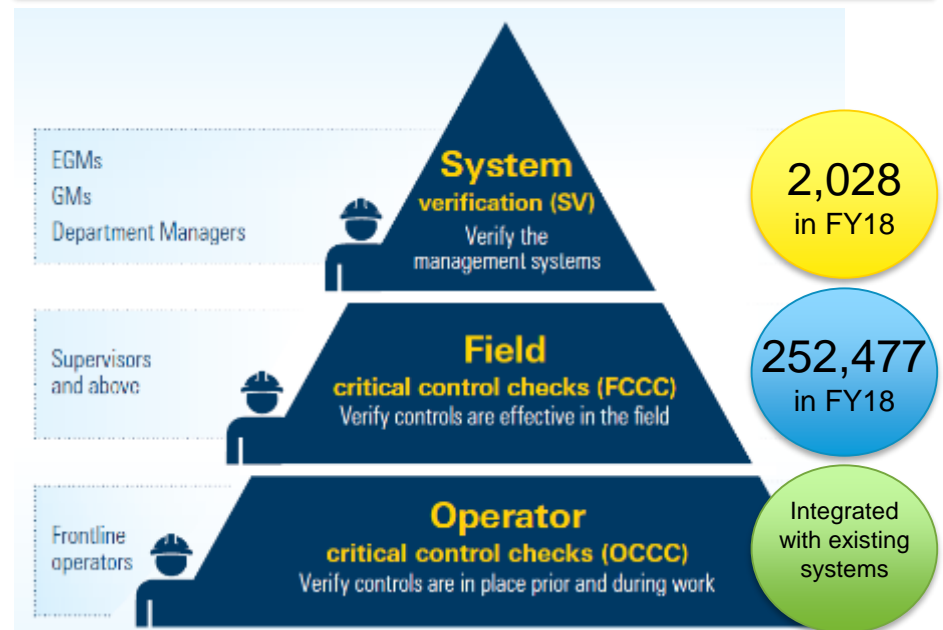 EGMs
GMs
Department Managers
System
verification (SV)
Verify the
management systems
2,028
in FY18
Supervisors
and above
Field
critical control checks (FCCC)
Verify controls are effective in the field
252,477
in FY18
Frontline
operators
Operator
critical control checks (OCCC)
Verify controls are in place prior and during work
Integrated
with existing
systems